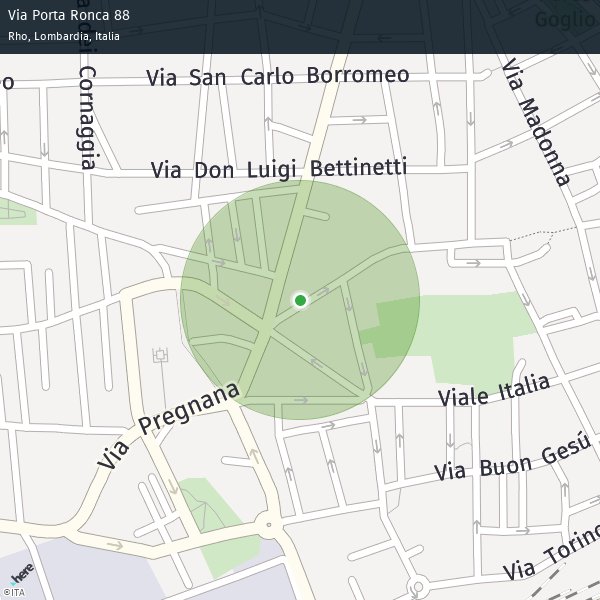 Via Porta Ronca 88
Rho, Lombardia, Italia
Goglio
Via San Carlo Borromeo
Cornaggia
Via Madonna
Via Don Luigi Bettinetti
Viale Italia
Via Pregnana
Via Buon Gesú
Via Torino
here
©ITA